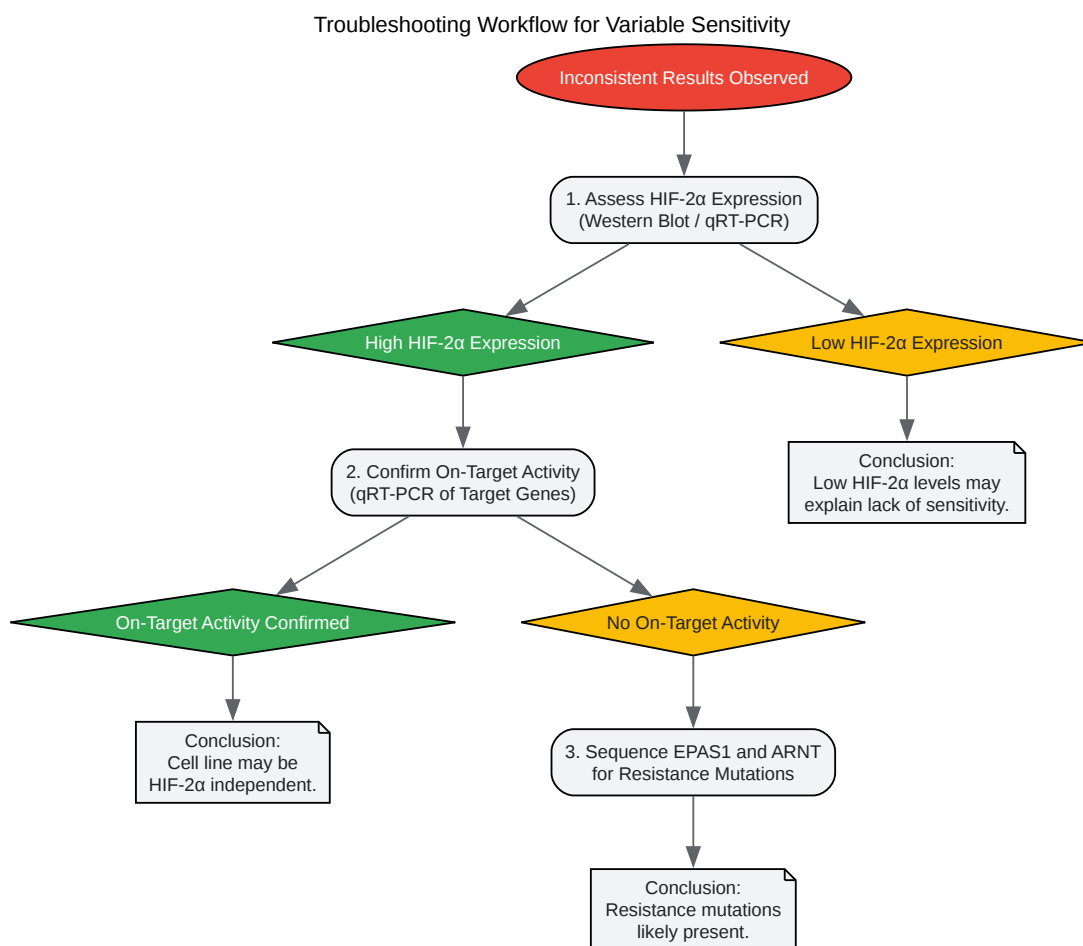 Troubleshooting Workflow for Variable Sensitivity
Inconsistent Results Observed
1. Assess HIF-2α Expression
(Western Blot / qRT-PCR)
High HIF-2α Expression
Low HIF-2α Expression
2. Confirm On-Target Activity
(qRT-PCR of Target Genes)
Conclusion:
Low HIF-2α levels may
explain lack of sensitivity.
On-Target Activity Confirmed
No On-Target Activity
Conclusion:
Cell line may be
HIF-2α independent.
3. Sequence EPAS1 and ARNT
for Resistance Mutations
Conclusion:
Resistance mutations
likely present.